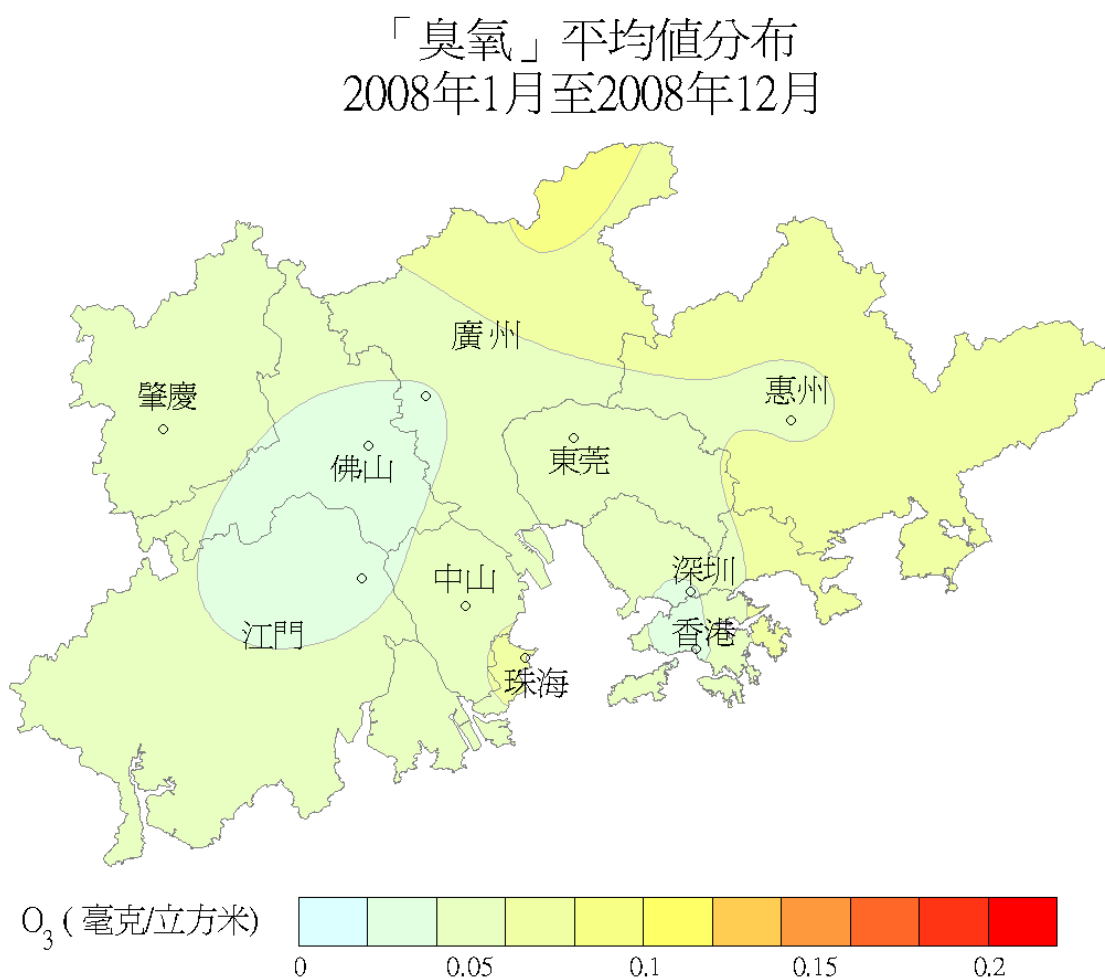 「臭氧」平均值分布
2008年1月至2008年12月
廣州
肇慶
惠州
佛山
東莞
深圳
中山
江門
香港
珠海
O₃ (毫克/立方米)
0 0.05 0.1 0.15 0.2